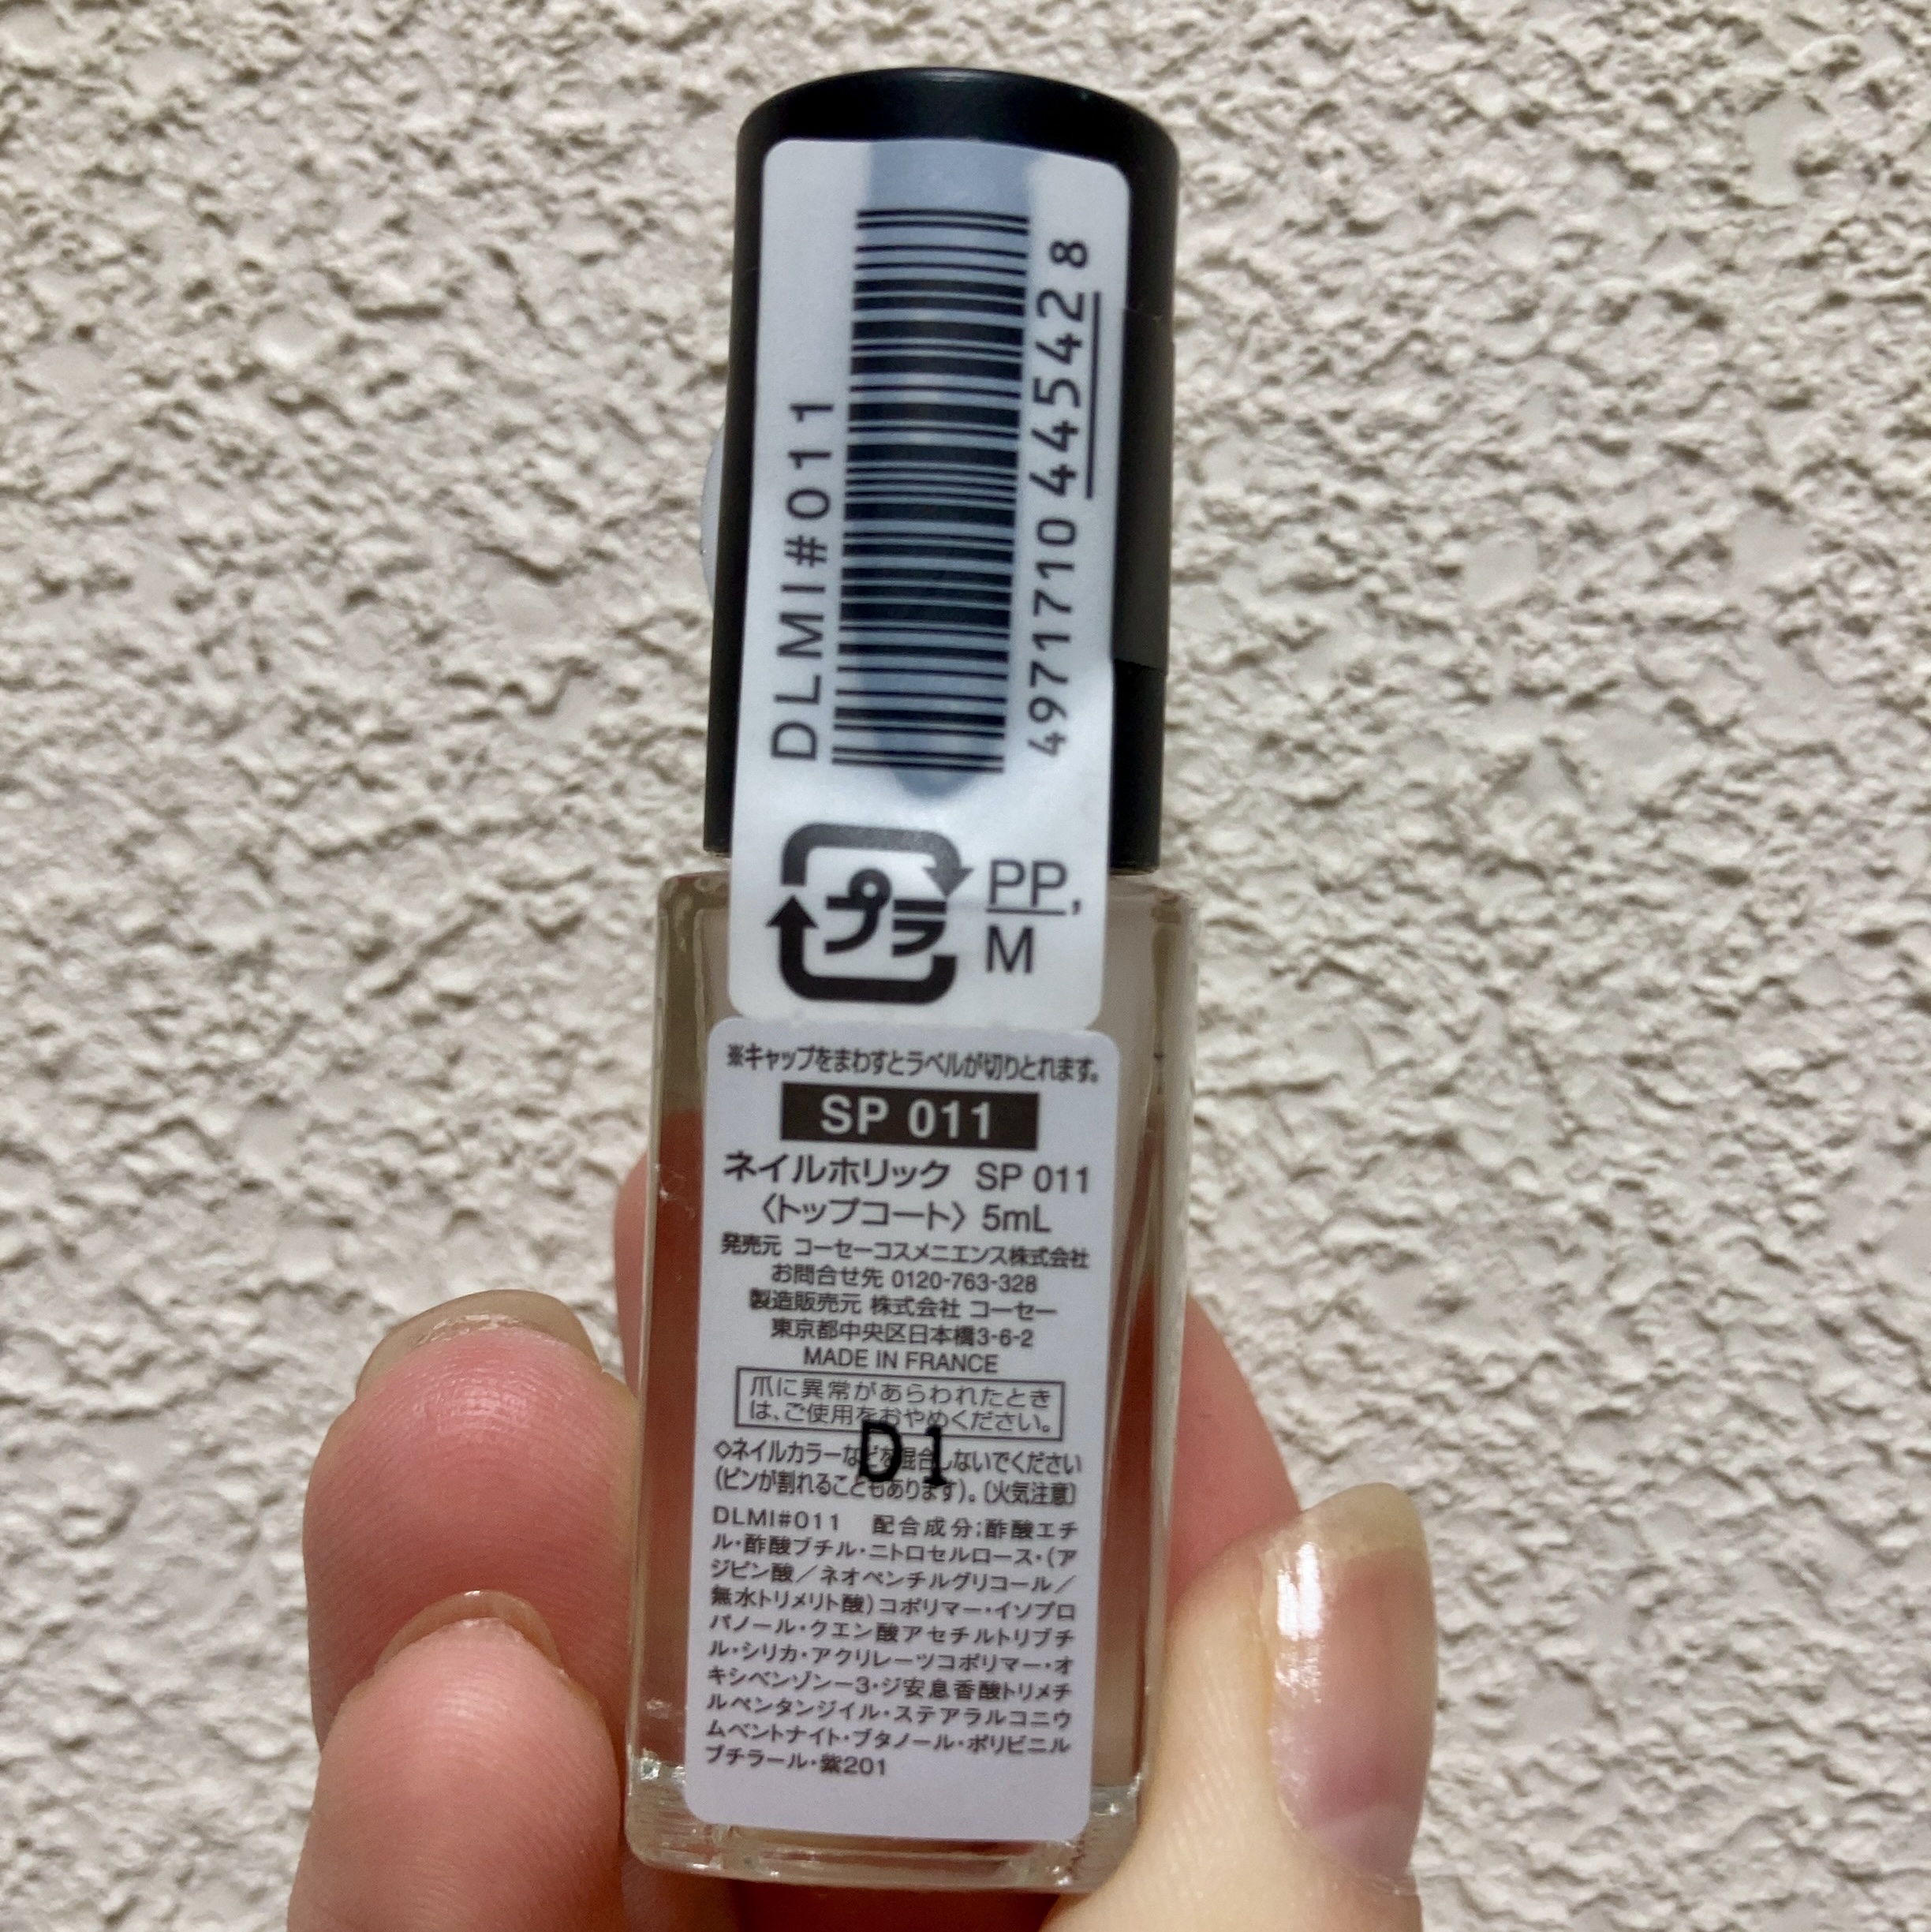 DLMI#011
4971710445428
プラ
PP,
M
※キャップをまわすとラベルが切りとれます。
SP 011
ネイルホリック SP 011
〈トップコート〉5mL
発売元 コーセーコスメニエンス株式会社
お問合せ先 0120-763-328
製造販売元 株式会社 コーセー
東京都中央区日本橋3-6-2
MADE IN FRANCE
爪に異常があらわれたとき
は、ご使用をおやめください。
D1
◇ネイルカラーなどを混合しないでください
(ビンが割れることもあります)。〔火気注意〕
DLMI#011 配合成分;酢酸エチ
ル・酢酸ブチル・ニトロセルロース・(ア
ジピン酸/ネオペンチルグリコール/
無水トリメリト酸)コポリマー・イソプロ
パノール・クエン酸アセチルトリブチ
ル・シリカ・アクリレーツコポリマー・オ
キシベンゾン-3・ジ安息香酸トリメチ
ルペンタンジイル・ステアラルコニウ
ムベントナイト・ブタノール・ポリビニル
ブチラール・紫201